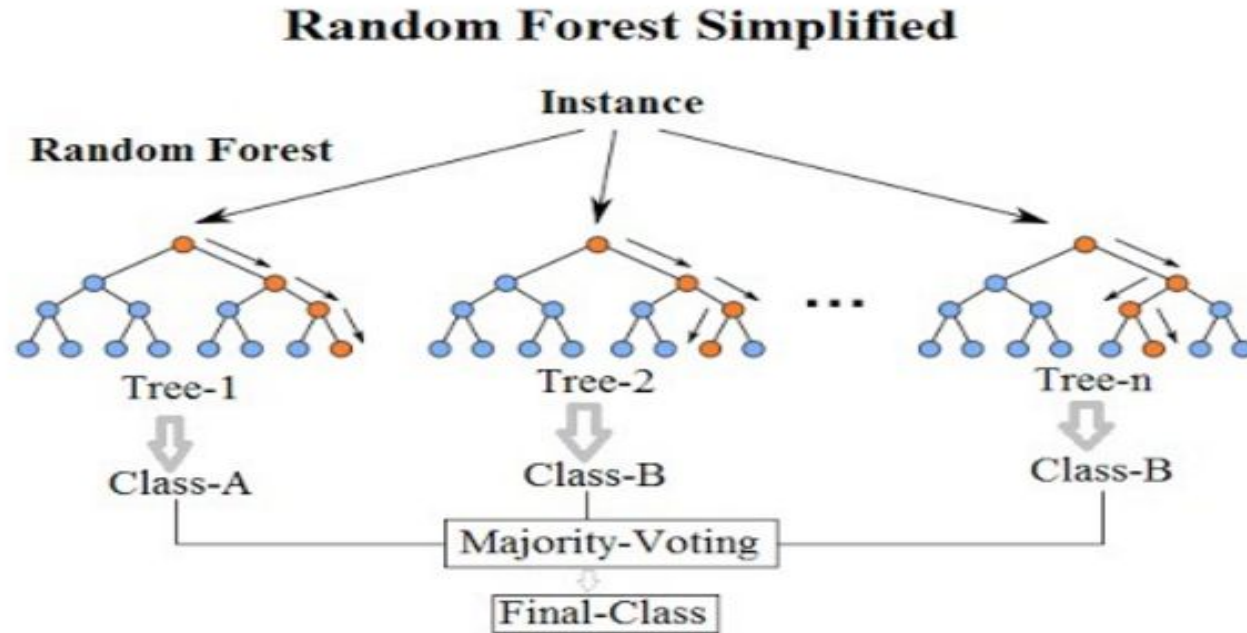 Random Forest Simplified
Instance
Random Forest
...
Tree-1
Tree-2
Tree-n
Class-A
Class-B
Class-B
Majority-Voting
Final-Class